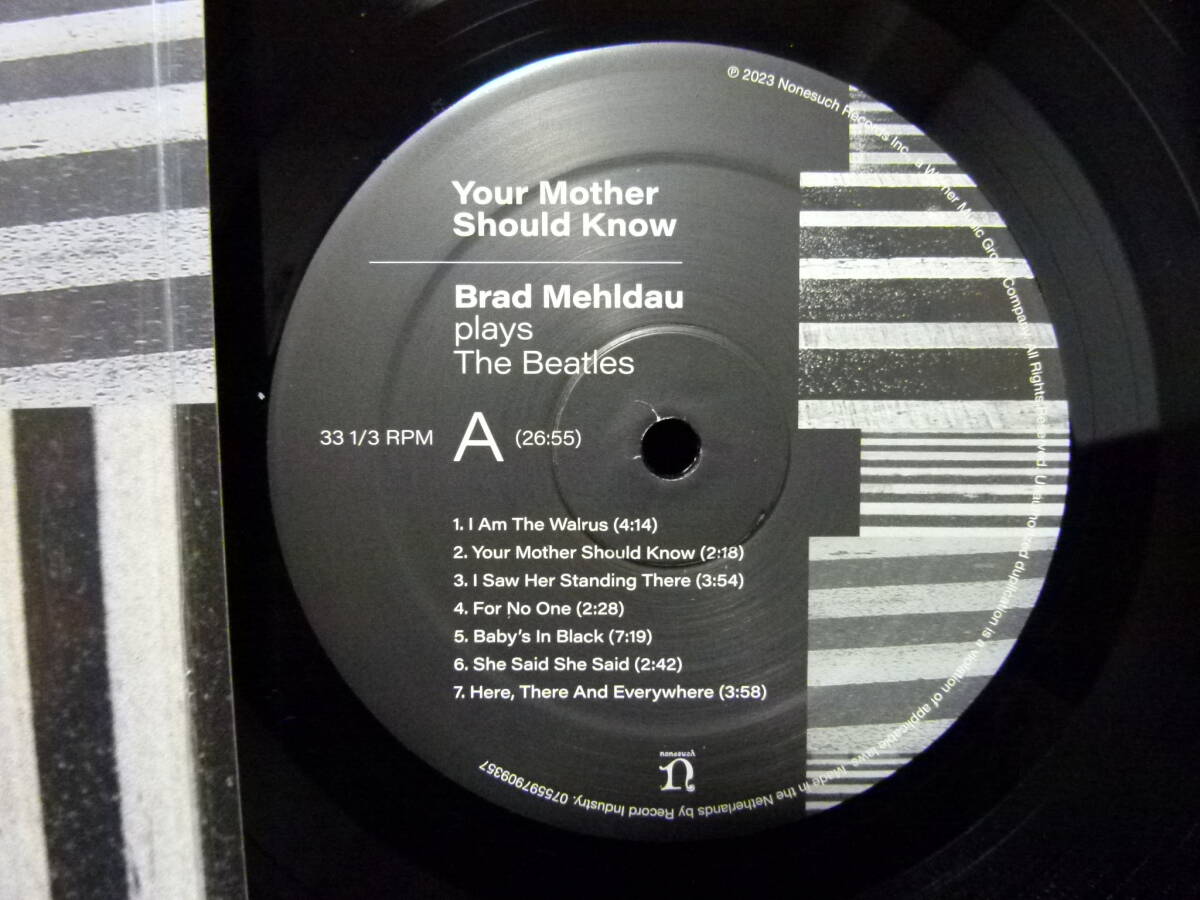 Your Mother
Should Know
Brad Mehldau
plays
The Beatles
33 1/3 RPM A (26:55)
1. I Am The Walrus (4:14)
2. Your Mother Should Know (2:18)
3. I Saw Her Standing There (3:54)
4. For No One (2:28)
5. Baby's In Black (7:19)
6. She Said She Said (2:42)
7. Here, There And Everywhere (3:58)
℗ 2023 Nonesuch Records Inc., a Warner Music Group Company. All Rights Reserved. Unauthorized duplication is a violation of applicable laws. Made in the Netherlands by Record Industry. 075597909357
Nonesuch